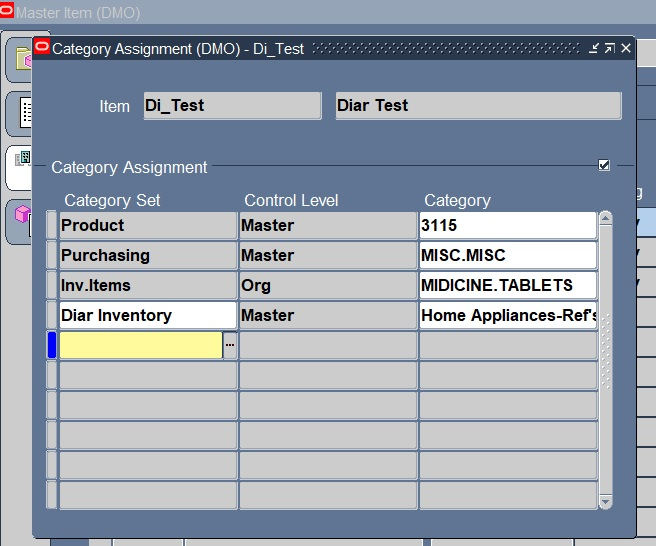 Master Item (DMO)
Category Assignment (DMO) - Di_Test
Item Di_Test Diar Test
Category Assignment
Category Set Control Level Category
Product Master 3115
Purchasing Master MISC.MISC
Inv.Items Org MIDICINE.TABLETS
Diar Inventory Master Home Appliances-Ref's
...